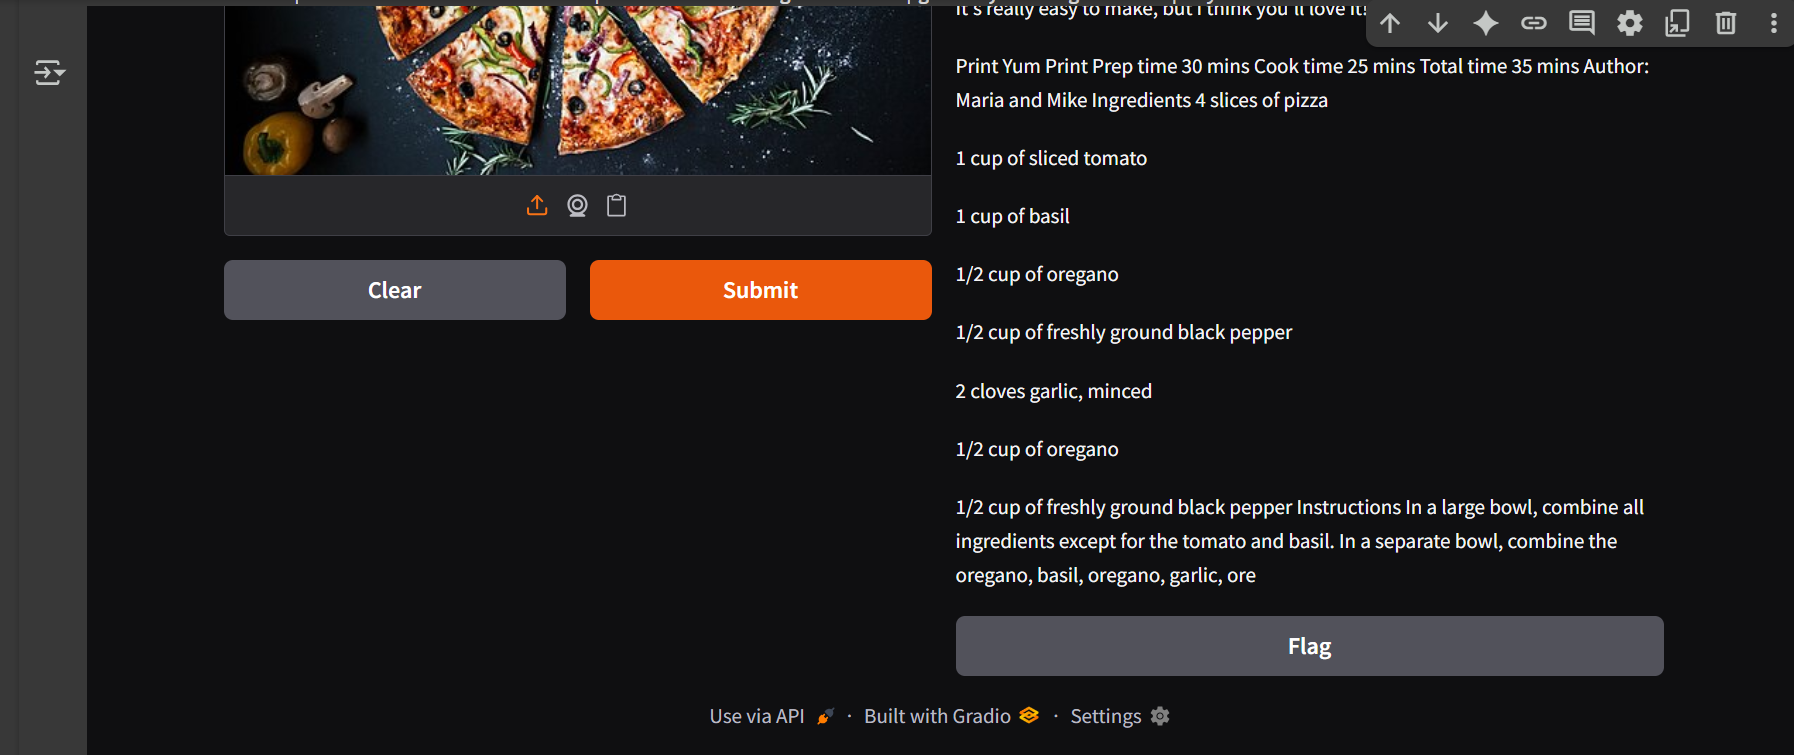 It's really easy to make, but I think you'll love it!
Print Yum Print Prep time 30 mins Cook time 25 mins Total time 35 mins Author:
Maria and Mike Ingredients 4 slices of pizza
1 cup of sliced tomato
1 cup of basil
1/2 cup of oregano
1/2 cup of freshly ground black pepper
2 cloves garlic, minced
1/2 cup of oregano
1/2 cup of freshly ground black pepper Instructions In a large bowl, combine all
ingredients except for the tomato and basil. In a separate bowl, combine the
oregano, basil, oregano, garlic, ore
Clear
Submit
Flag
Use via API · Built with Gradio · Settings